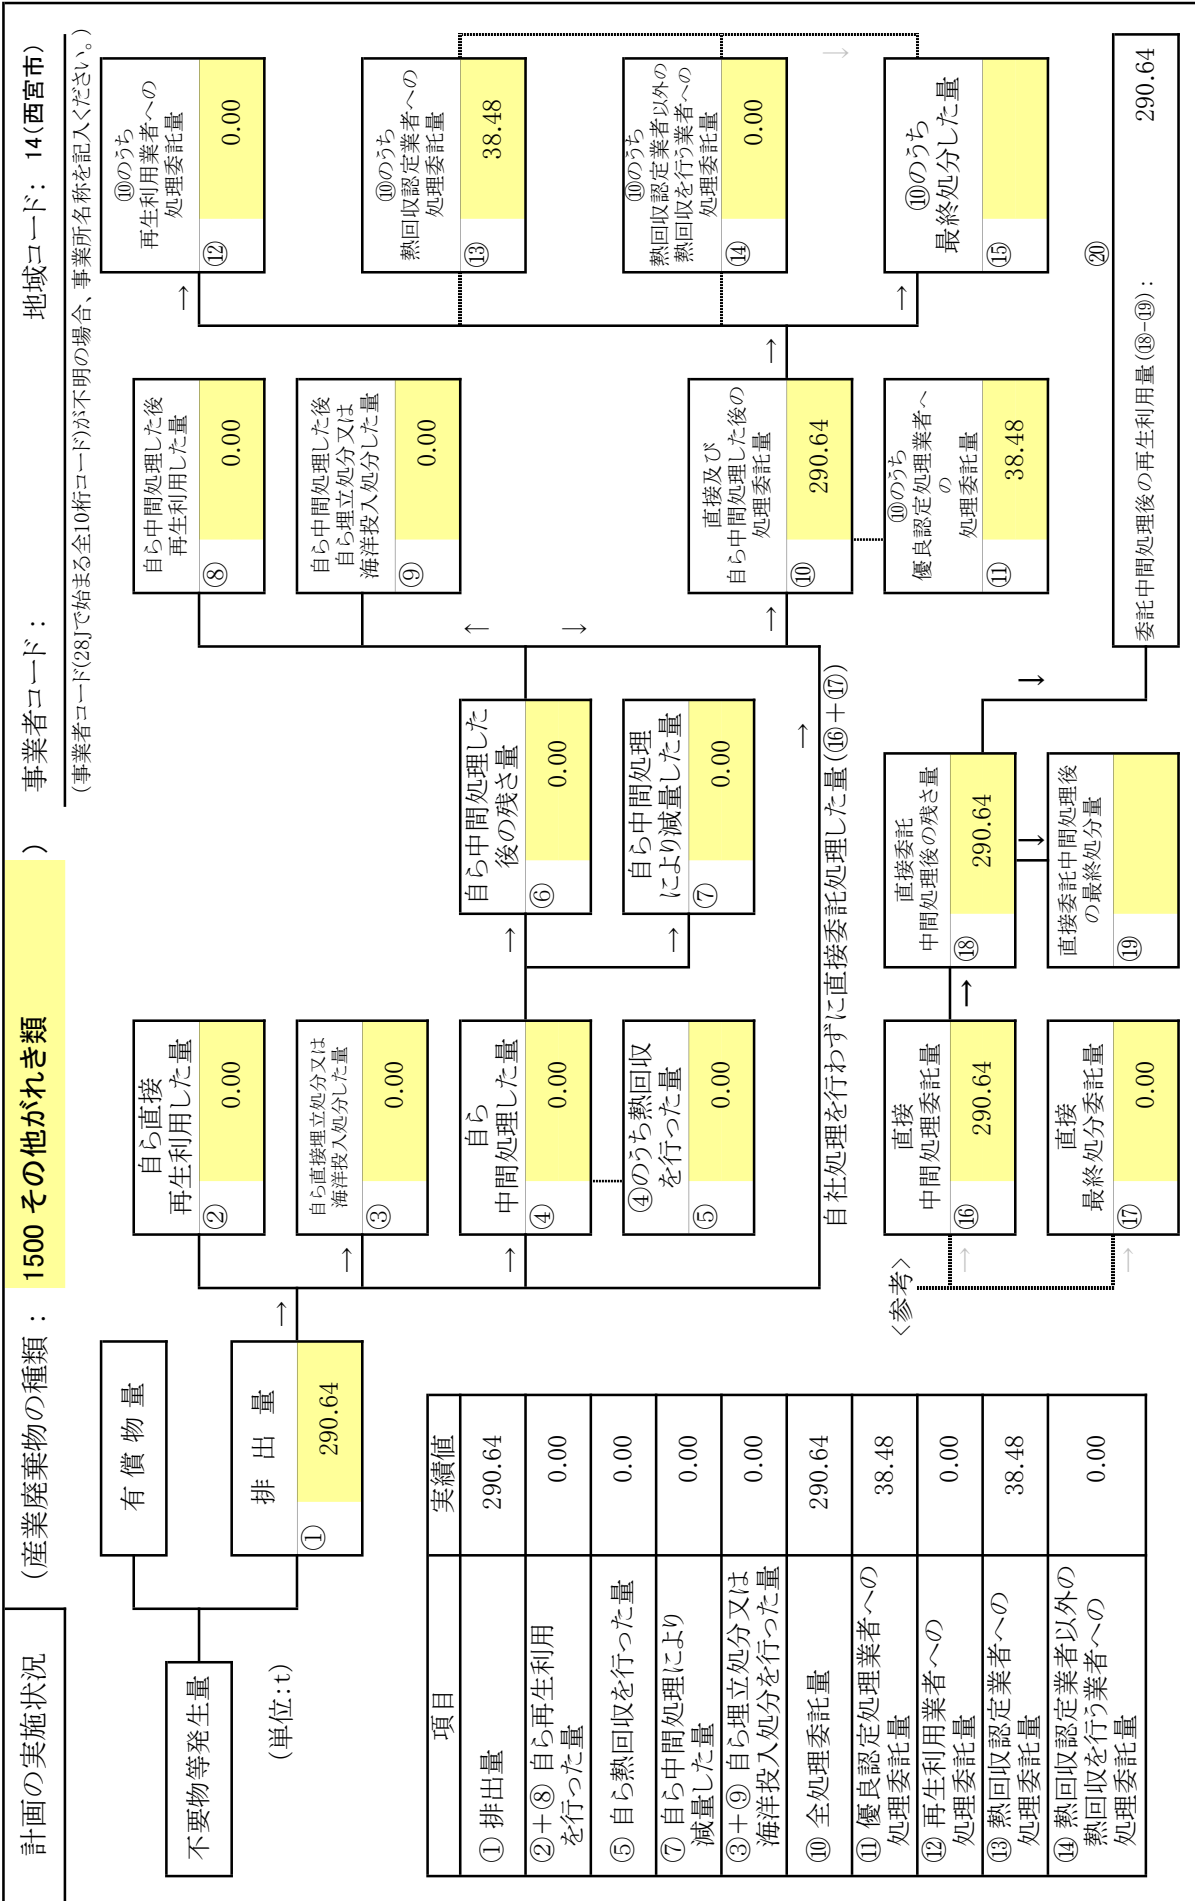 計画の実施状況
(産業廃棄物の種類： 1500 その他がれき類 )
事業者コード：
地域コード： 14(西宮市)
(事業者コード(28Jで始まる全10桁コード)が不明の場合、事業所名称を記入ください。)
不要物等発生量
(単位:t)
有 償 物 量
排 出 量
① 290.64
→
自ら直接
再生利用した量
② 0.00
自ら直接埋立処分又は
海洋投入処分した量
③ 0.00
→
自ら
中間処理した量
④ 0.00
→
④のうち熱回収
を行った量
⑤ 0.00
自ら中間処理した
後の残さ量
⑥ 0.00
→
自ら中間処理
により減量した量
⑦ 0.00
→
自ら中間処理した後
再生利用した量
⑧ 0.00
自ら中間処理した後
自ら埋立処分又は
海洋投入処分した量
⑨ 0.00
←
→
直接及び
自ら中間処理した後の
処理委託量
⑩ 290.64
→
⑩のうち
優良認定処理業者へ
の
処理委託量
⑪ 38.48
→
⑩のうち
再生利用業者への
処理委託量
⑫ 0.00
→
⑩のうち
熱回収認定業者への
処理委託量
⑬ 38.48
⑩のうち
熱回収認定業者以外の
熱回収を行う業者への
処理委託量
⑭ 0.00
→
⑩のうち
最終処分した量
⑮
→
自社処理を行わずに直接委託処理した量(⑯＋⑰)
→
<参考>
直接
中間処理委託量
⑯ 290.64
→
直接
最終処分委託量
⑰ 0.00
→
直接委託
中間処理後の残さ量
⑱ 290.64
→
直接委託中間処理後
の最終処分量
⑲
→
→
⑳
委託中間処理後の再生利用量(⑱-⑲)： 290.64
項目 実績値
① 排出量 290.64
②＋⑧ 自ら再生利用
を行った量 0.00
⑤ 自ら熱回収を行った量 0.00
⑦ 自ら中間処理により
減量した量 0.00
③＋⑨ 自ら埋立処分又は
海洋投入処分を行った量 0.00
⑩ 全処理委託量 290.64
⑪ 優良認定処理業者への
処理委託量 38.48
⑫ 再生利用業者への
処理委託量 0.00
⑬ 熱回収認定業者への
処理委託量 38.48
⑭ 熱回収認定業者以外の
熱回収を行う業者への
処理委託量 0.00